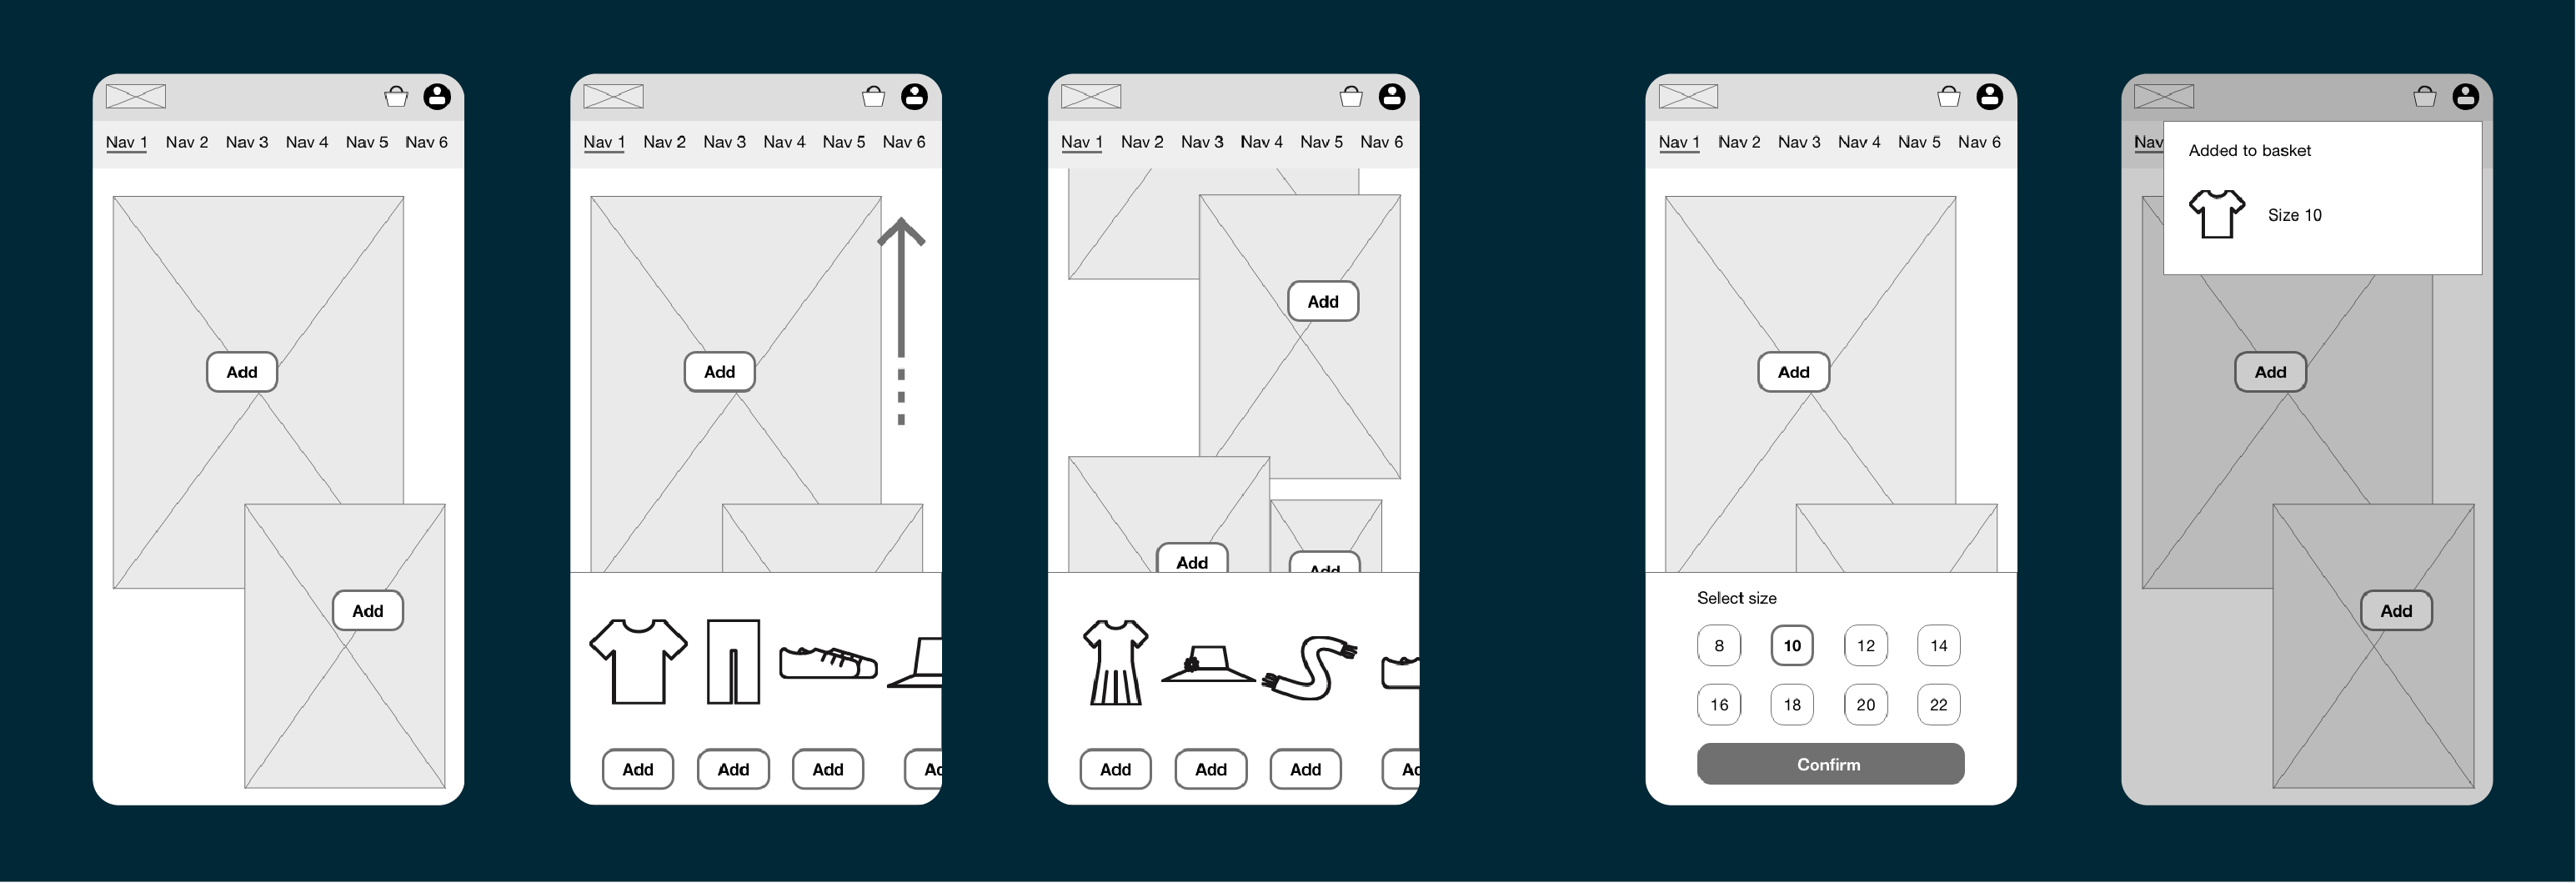 Nav 1 Nav 2 Nav 3 Nav 4 Nav 5 Nav 6
Add
Add
Nav 1 Nav 2 Nav 3 Nav 4 Nav 5 Nav 6
Add
Add Add Add Ad
Nav 1 Nav 2 Nav 3 Nav 4 Nav 5 Nav 6
Add
Add Add
Add Add Add Ad
Nav 1 Nav 2 Nav 3 Nav 4 Nav 5 Nav 6
Add
Select size
8 10 12 14
16 18 20 22
Confirm
Nav
Added to basket
Size 10
Add
Add